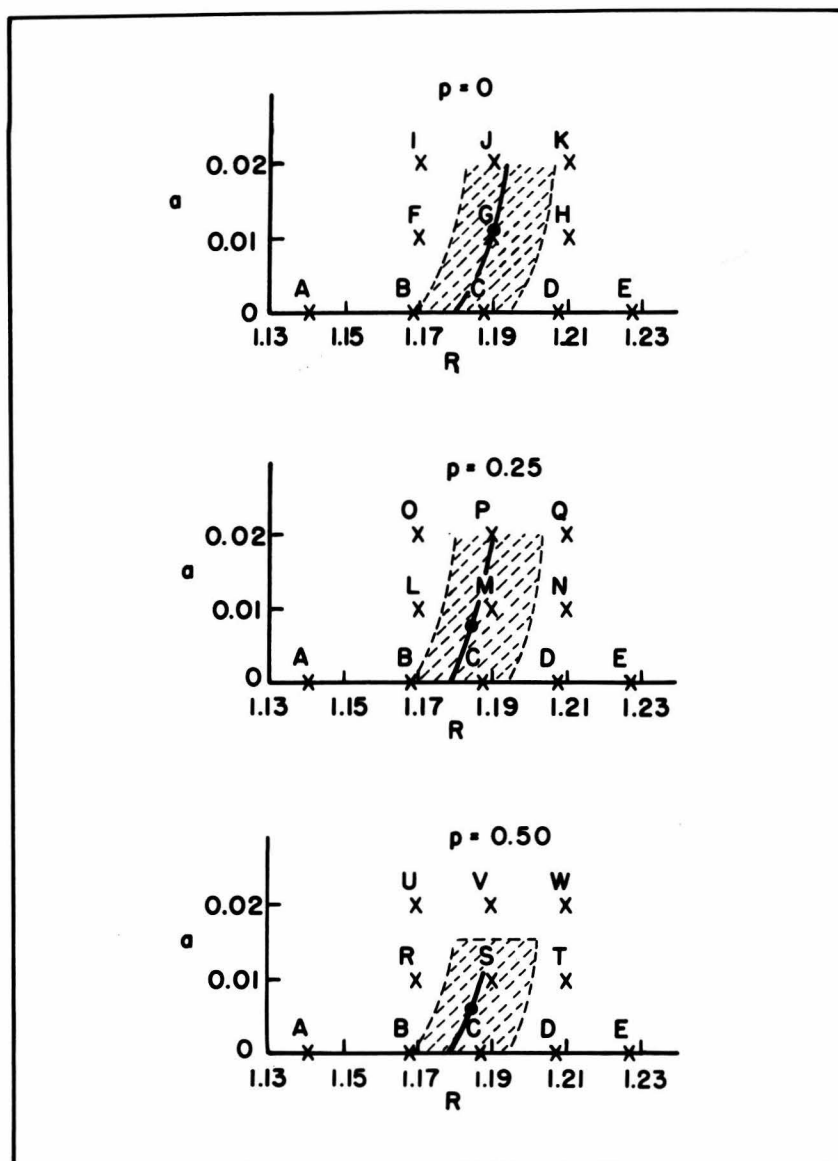 p = 0
I J K
0.02
a
F G H
0.01
A B C D E
0
1.13 1.15 1.17 1.19 1.21 1.23
R
p = 0.25
O P Q
0.02
a
L M N
0.01
A B C D E
0
1.13 1.15 1.17 1.19 1.21 1.23
R
p = 0.50
U V W
0.02
a
R S T
0.01
A B C D E
0
1.13 1.15 1.17 1.19 1.21 1.23
R